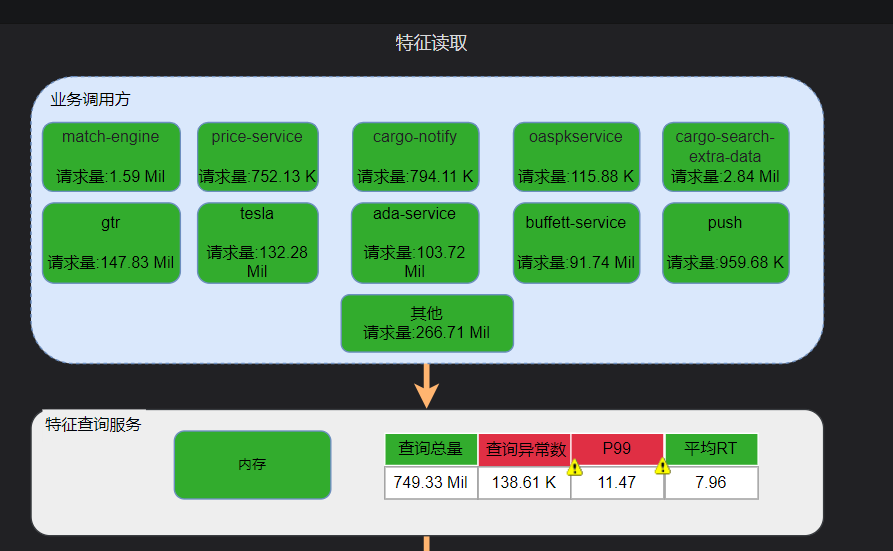 特征读取
业务调用方
match-engine
请求量:1.59 Mil
price-service
请求量:752.13 K
cargo-notify
请求量:794.11 K
oaspkservice
请求量:115.88 K
cargo-search-
extra-data
请求量:2.84 Mil
gtr
请求量:147.83 Mil
tesla
请求量:132.28
Mil
ada-service
请求量:103.72
Mil
buffett-service
请求量:91.74 Mil
push
请求量:959.68 K
其他
请求量:266.71 Mil
特征查询服务
内存
查询总量 查询异常数 P99 平均RT
749.33 Mil 138.61 K 11.47 7.96